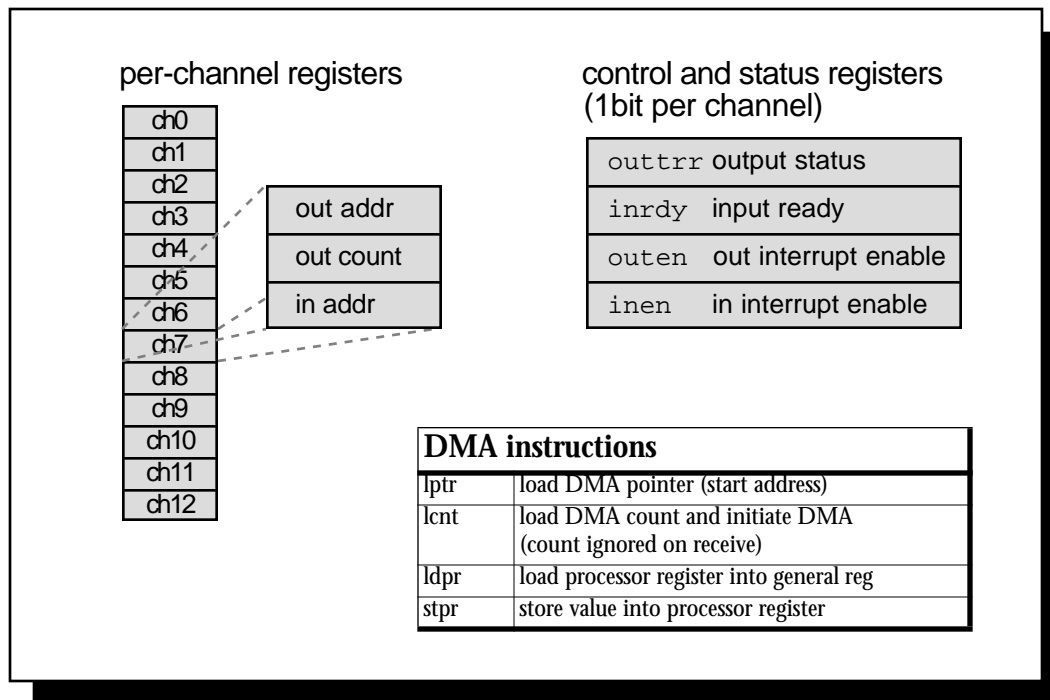 per-channel registers
ch0
ch1
ch2
ch3
ch4
ch5
ch6
ch7
ch8
ch9
ch10
ch11
ch12
out addr
out count
in addr
control and status registers
(1bit per channel)
outtrr output status
inrdy input ready
outen out interrupt enable
inen in interrupt enable
DMA instructions
lptr load DMA pointer (start address)
lcnt load DMA count and initiate DMA
(count ignored on receive)
ldpr load processor register into general reg
stpr store value into processor register